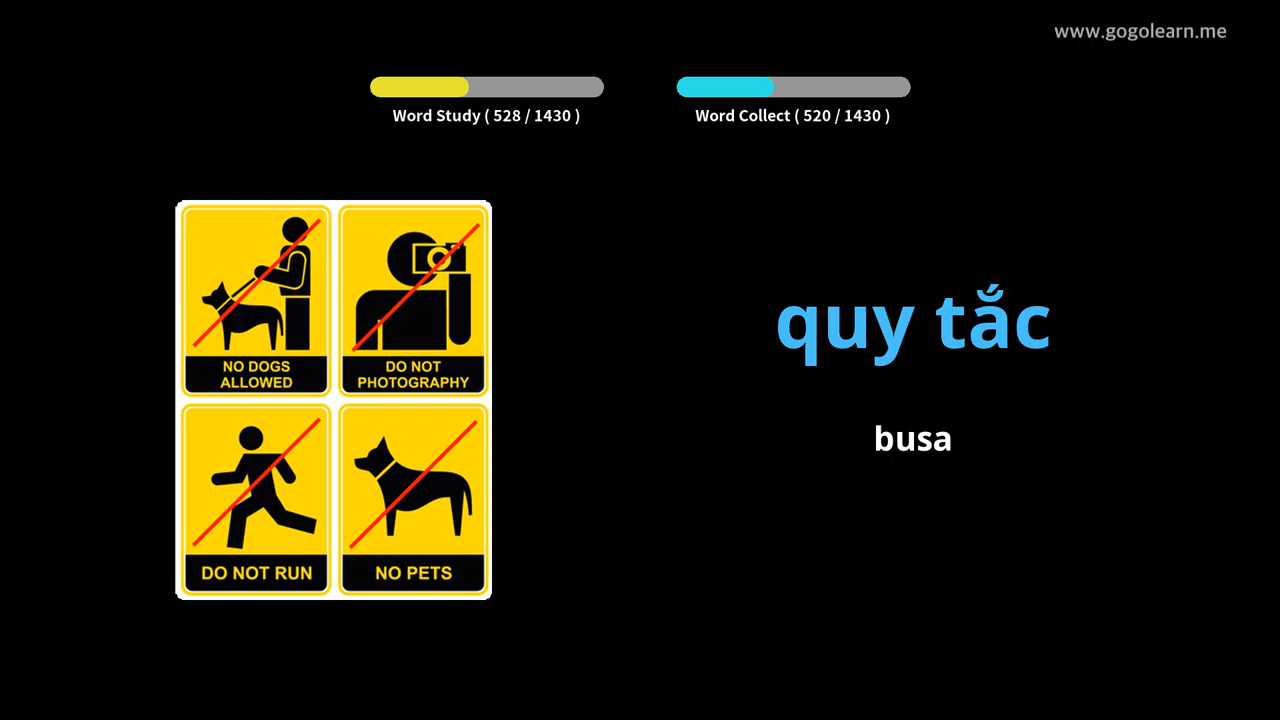 www.gogolearn.me
Word Study ( 528 / 1430 )
Word Collect ( 520 / 1430 )
NO DOGS
ALLOWED
DO NOT
PHOTOGRAPHY
DO NOT RUN
NO PETS
quy tắc
busa